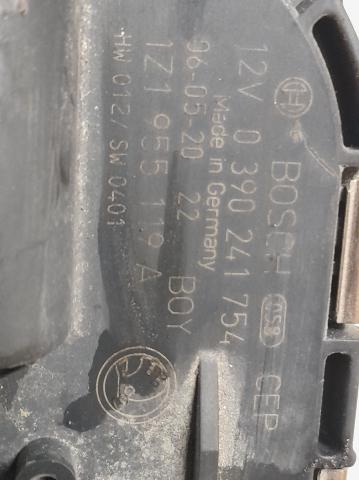 BOSCH CEP
12V 0 390 241 754
Made in Germany
96-05-20 22 BOY
1Z1 955 119 A
HW 012/ SW 0401